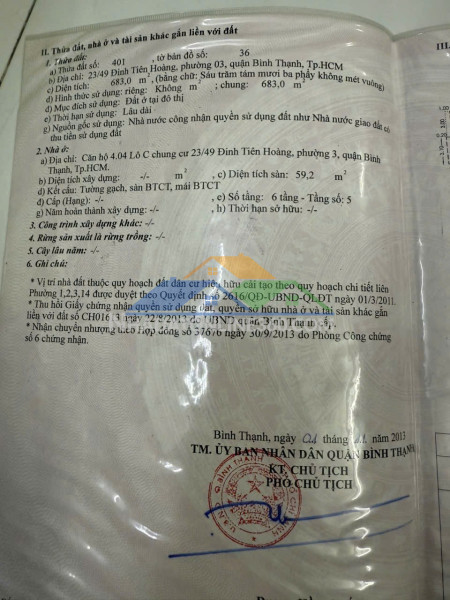 II. Thửa đất, nhà ở và tài sản khác gắn liền với đất
1. Thửa đất:
a) Thửa đất số: 401 , tờ bản đồ số: 36
b) Địa chỉ: 23/49 Đinh Tiên Hoàng, phường 03, quận Bình Thạnh, Tp.HCM
c) Diện tích: 683,0 m², (bằng chữ: Sáu trăm tám mươi ba phẩy không mét vuông)
d) Hình thức sử dụng: riêng: Không m²; chung: 683,0 m²
đ) Mục đích sử dụng: Đất ở tại đô thị
e) Thời hạn sử dụng: Lâu dài
g) Nguồn gốc sử dụng: Nhà nước công nhận quyền sử dụng đất như Nhà nước giao đất có
thu tiền sử dụng đất
2. Nhà ở:
a) Địa chỉ: Căn hộ 4.04 Lô C chung cư 23/49 Đinh Tiên Hoàng, phường 3, quận Bình
Thạnh, Tp.HCM.
b) Diện tích xây dựng: -/- m² , c) Diện tích sàn: 59,2 m²
d) Kết cấu: Tường gạch, sàn BTCT, mái BTCT
đ) Cấp (Hạng): -/- , e) Số tầng: 6 tầng - Tầng số: 5
g) Năm hoàn thành xây dựng: -/- h) Thời hạn sở hữu: -/-
3. Công trình xây dựng khác: -/-
4. Rừng sản xuất là rừng trồng: -/-
5. Cây lâu năm: -/-
6. Ghi chú:
* Vị trí nhà đất thuộc quy hoạch đất dân cư hiện hữu cải tạo theo quy hoạch chi tiết liên
Phường 1,2,3,14 được duyệt theo Quyết định số 2616/QĐ-UBND-QLĐT ngày 01/3/2011.
* Thu hồi Giấy chứng nhận quyền sử dụng đất, quyền sở hữu nhà ở và tài sản khác gắn
liền với đất số ngày 22/8/2013 do UBND quận Bình Thạnh cấp.
* Nhận chuyển nhượng theo Hợp đồng số 37676 ngày 30/9/2013 do Phòng Công chứng
số 6 chứng nhận.
Bình Thạnh, ngày tháng năm 2013
TM. ỦY BAN NHÂN DÂN QUẬN BÌNH THẠNH
KT. CHỦ TỊCH
PHÓ CHỦ TỊCH
III.